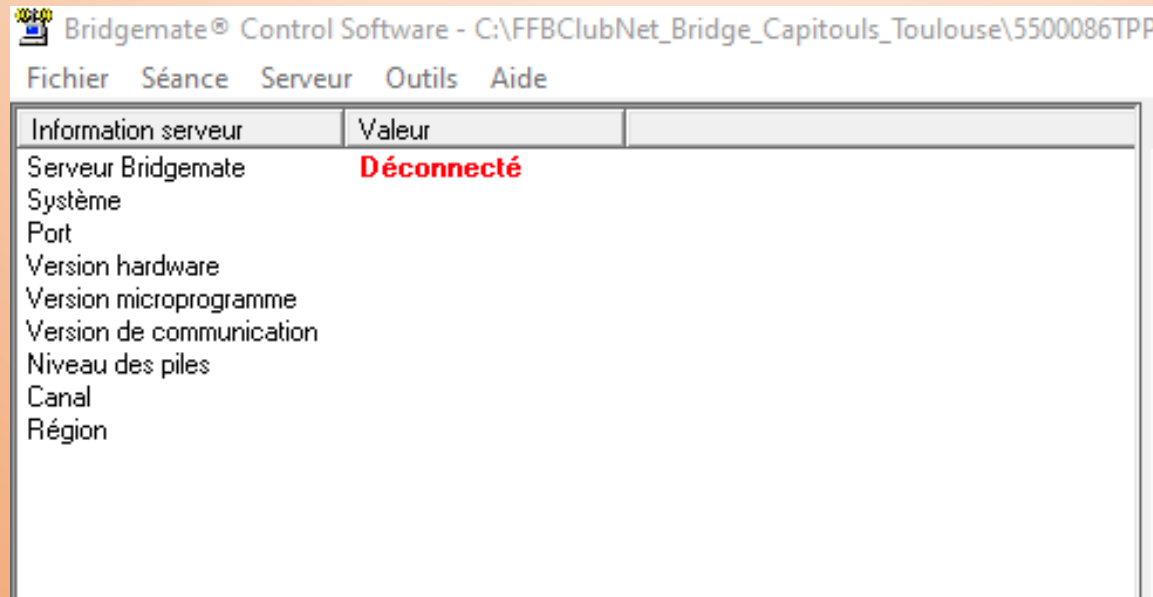 Bridgemate® Control Software - C:\FFBClubNet_Bridge_Capitouls_Toulouse\5500086TPP
Fichier Séance Serveur Outils Aide
Information serveur Valeur
Serveur Bridgemate Déconnecté
Système
Port
Version hardware
Version microprogramme
Version de communication
Niveau des piles
Canal
Région